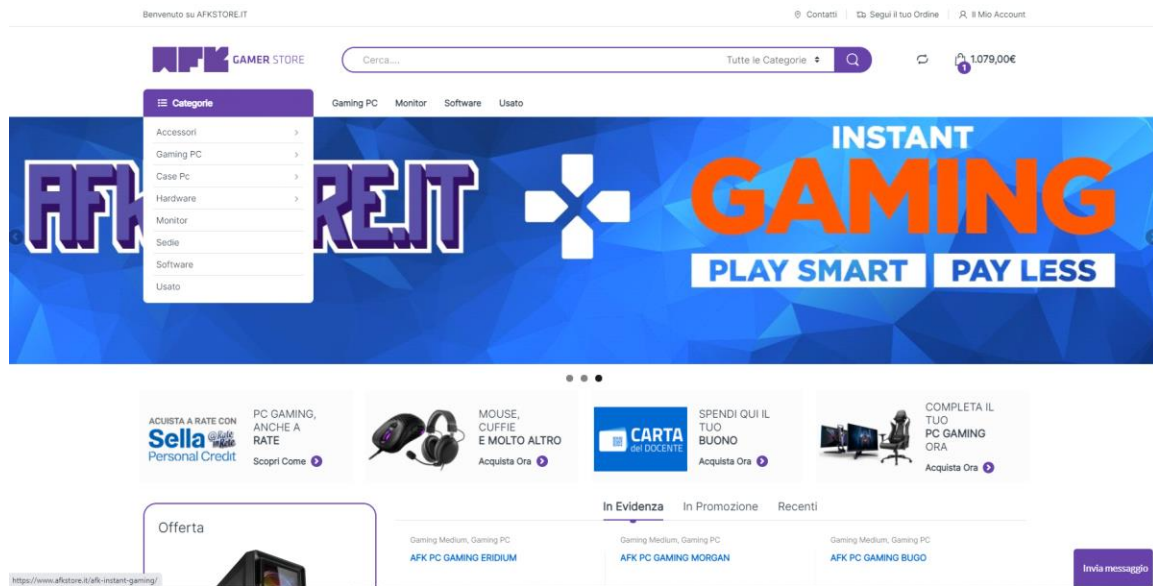 Benvenuto su AFKSTORE.IT
Contatti
Segui il tuo Ordine
Il Mio Account
AFK GAMER STORE
Cerca....
Tutte le Categorie
1
1.079,00€
Categorie
Gaming PC
Monitor
Software
Usato
Accessori
Gaming PC
Case Pc
Hardware
Monitor
Sedie
Software
Usato
INSTANT
GAMING
PLAY SMART
PAY LESS
ACUISTA A RATE CON
Sella
Personal Credit
PC GAMING,
ANCHE A
RATE
Scopri Come
MOUSE,
CUFFIE
E MOLTO ALTRO
Acquista Ora
CARTA
del DOCENTE
SPENDI QUI IL
TUO
BUONO
Acquista Ora
COMPLETA IL
TUO
PC GAMING
ORA
Acquista Ora
Offerta
In Evidenza
In Promozione
Recenti
Gaming Medium, Gaming PC
AFK PC GAMING ERIDIUM
Gaming Medium, Gaming PC
AFK PC GAMING MORGAN
Gaming Medium, Gaming PC
AFK PC GAMING BUGO
Invia messaggio
https://www.afkstore.it/afk-instant-gaming/